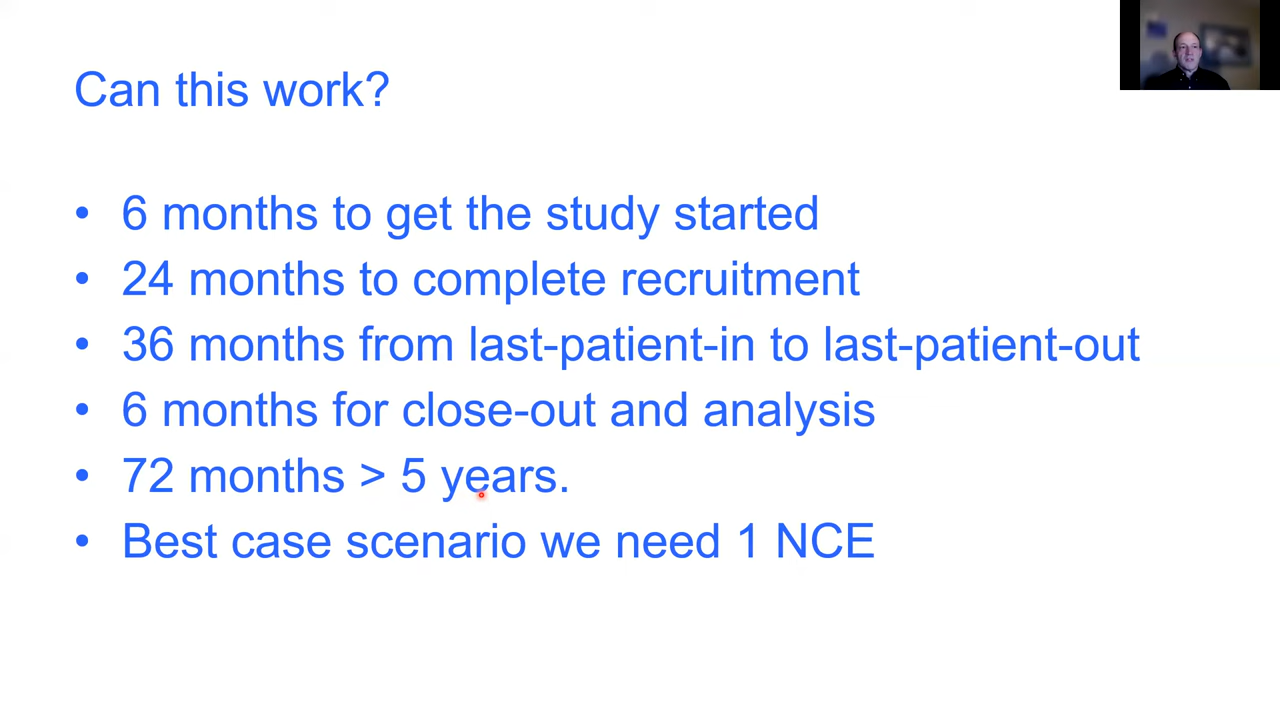 Can this work?
• 6 months to get the study started
• 24 months to complete recruitment
• 36 months from last-patient-in to last-patient-out
• 6 months for close-out and analysis
• 72 months > 5 years.
• Best case scenario we need 1 NCE